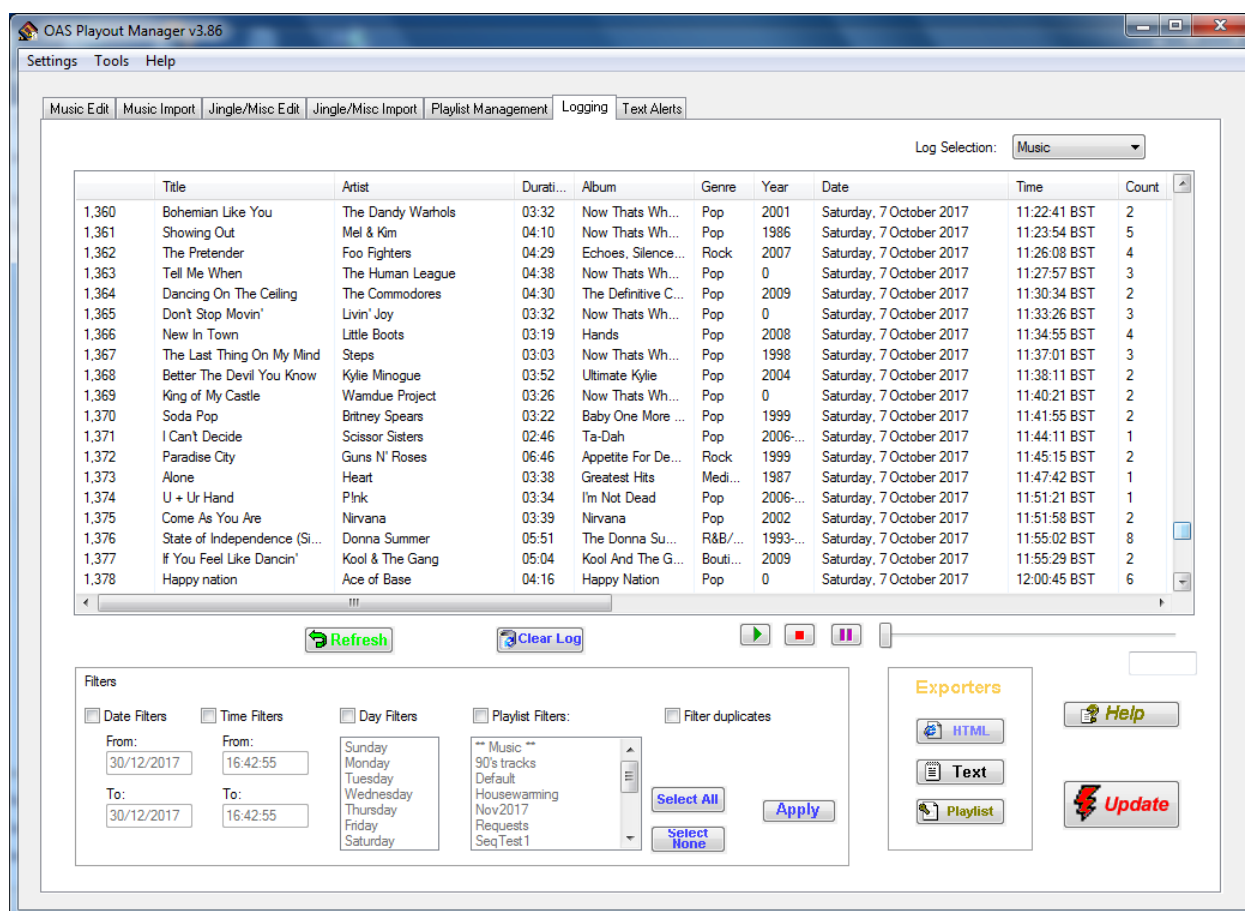 OAS Playout Manager v3.86
Settings Tools Help
Music Edit Music Import Jingle/Misc Edit Jingle/Misc Import Playlist Management Logging Text Alerts
Log Selection: Music
Title Artist Durati... Album Genre Year Date Time Count
1,360 Bohemian Like You The Dandy Warhols 03:32 Now Thats Wh... Pop 2001 Saturday, 7 October 2017 11:22:41 BST 2
1,361 Showing Out Mel & Kim 04:10 Now Thats Wh... Pop 1986 Saturday, 7 October 2017 11:23:54 BST 5
1,362 The Pretender Foo Fighters 04:29 Echoes, Silence... Rock 2007 Saturday, 7 October 2017 11:26:08 BST 4
1,363 Tell Me When The Human League 04:38 Now Thats Wh... Pop 0 Saturday, 7 October 2017 11:27:57 BST 3
1,364 Dancing On The Ceiling The Commodores 04:30 The Definitive C... Pop 2009 Saturday, 7 October 2017 11:30:34 BST 2
1,365 Don't Stop Movin' Livin' Joy 03:32 Now Thats Wh... Pop 0 Saturday, 7 October 2017 11:33:26 BST 3
1,366 New In Town Little Boots 03:19 Hands Pop 2008 Saturday, 7 October 2017 11:34:55 BST 4
1,367 The Last Thing On My Mind Steps 03:03 Now Thats Wh... Pop 1998 Saturday, 7 October 2017 11:37:01 BST 3
1,368 Better The Devil You Know Kylie Minogue 03:52 Ultimate Kylie Pop 2004 Saturday, 7 October 2017 11:38:11 BST 2
1,369 King of My Castle Wamdue Project 03:26 Now Thats Wh... Pop 0 Saturday, 7 October 2017 11:40:21 BST 2
1,370 Soda Pop Britney Spears 03:22 Baby One More ... Pop 1999 Saturday, 7 October 2017 11:41:55 BST 2
1,371 I Can't Decide Scissor Sisters 02:46 Ta-Dah Pop 2006-... Saturday, 7 October 2017 11:44:11 BST 1
1,372 Paradise City Guns N' Roses 06:46 Appetite For De... Rock 1999 Saturday, 7 October 2017 11:45:15 BST 2
1,373 Alone Heart 03:38 Greatest Hits Medi... 1987 Saturday, 7 October 2017 11:47:42 BST 1
1,374 U + Ur Hand P!nk 03:34 I'm Not Dead Pop 2006-... Saturday, 7 October 2017 11:51:21 BST 1
1,375 Come As You Are Nirvana 03:39 Nirvana Pop 2002 Saturday, 7 October 2017 11:51:58 BST 2
1,376 State of Independence (Si... Donna Summer 05:51 The Donna Su... R&B/... 1993-... Saturday, 7 October 2017 11:55:02 BST 8
1,377 If You Feel Like Dancin' Kool & The Gang 05:04 Kool And The G... Bouti... 2009 Saturday, 7 October 2017 11:55:29 BST 2
1,378 Happy nation Ace of Base 04:16 Happy Nation Pop 0 Saturday, 7 October 2017 12:00:45 BST 6
Refresh Clear Log
Filters
Date Filters Time Filters Day Filters Playlist Filters: Filter duplicates
From: From:
30/12/2017 16:42:55
To: To:
30/12/2017 16:42:55
Sunday
Monday
Tuesday
Wednesday
Thursday
Friday
Saturday
** Music **
90's tracks
Default
Housewarming
Nov2017
Requests
SeqTest1
Select All
Select None
Apply
Exporters
HTML
Text
Playlist
Help
Update